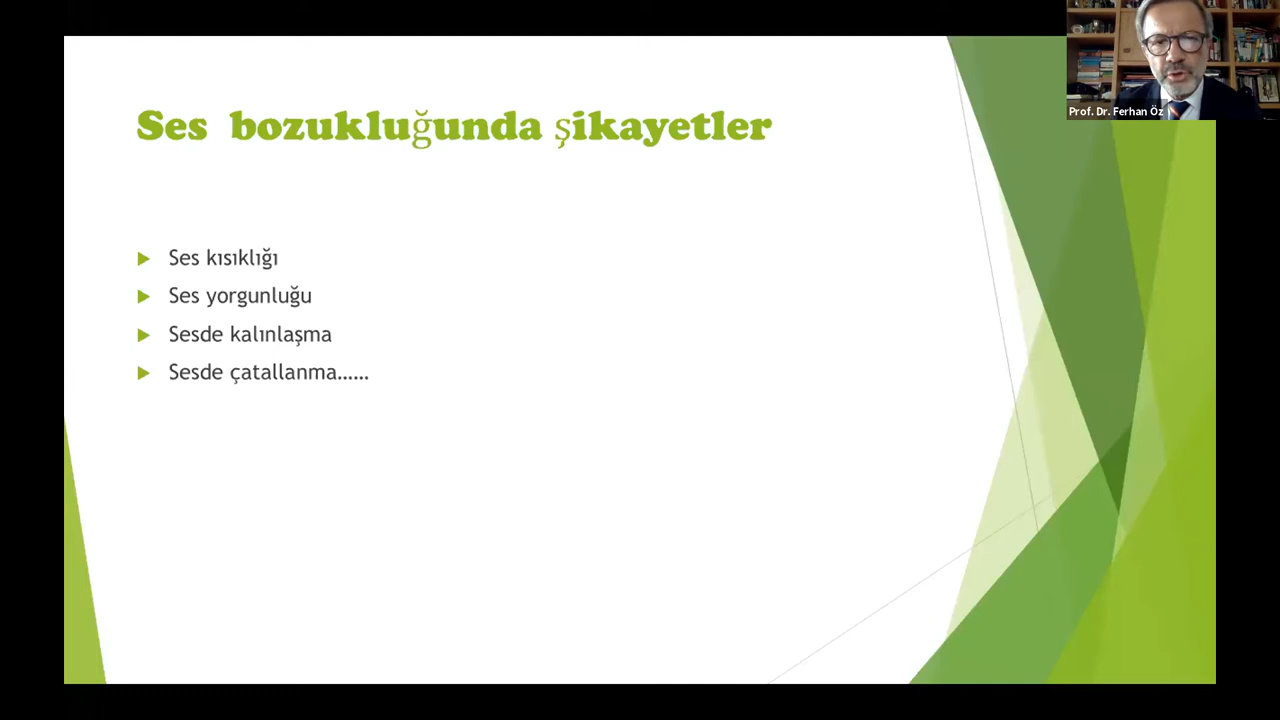 Ses bozukluğunda şikayetler
Ses kısıklığı
Ses yorgunluğu
Sesde kalınlaşma
Sesde çatallanma......
Prof. Dr. Ferhan Öz